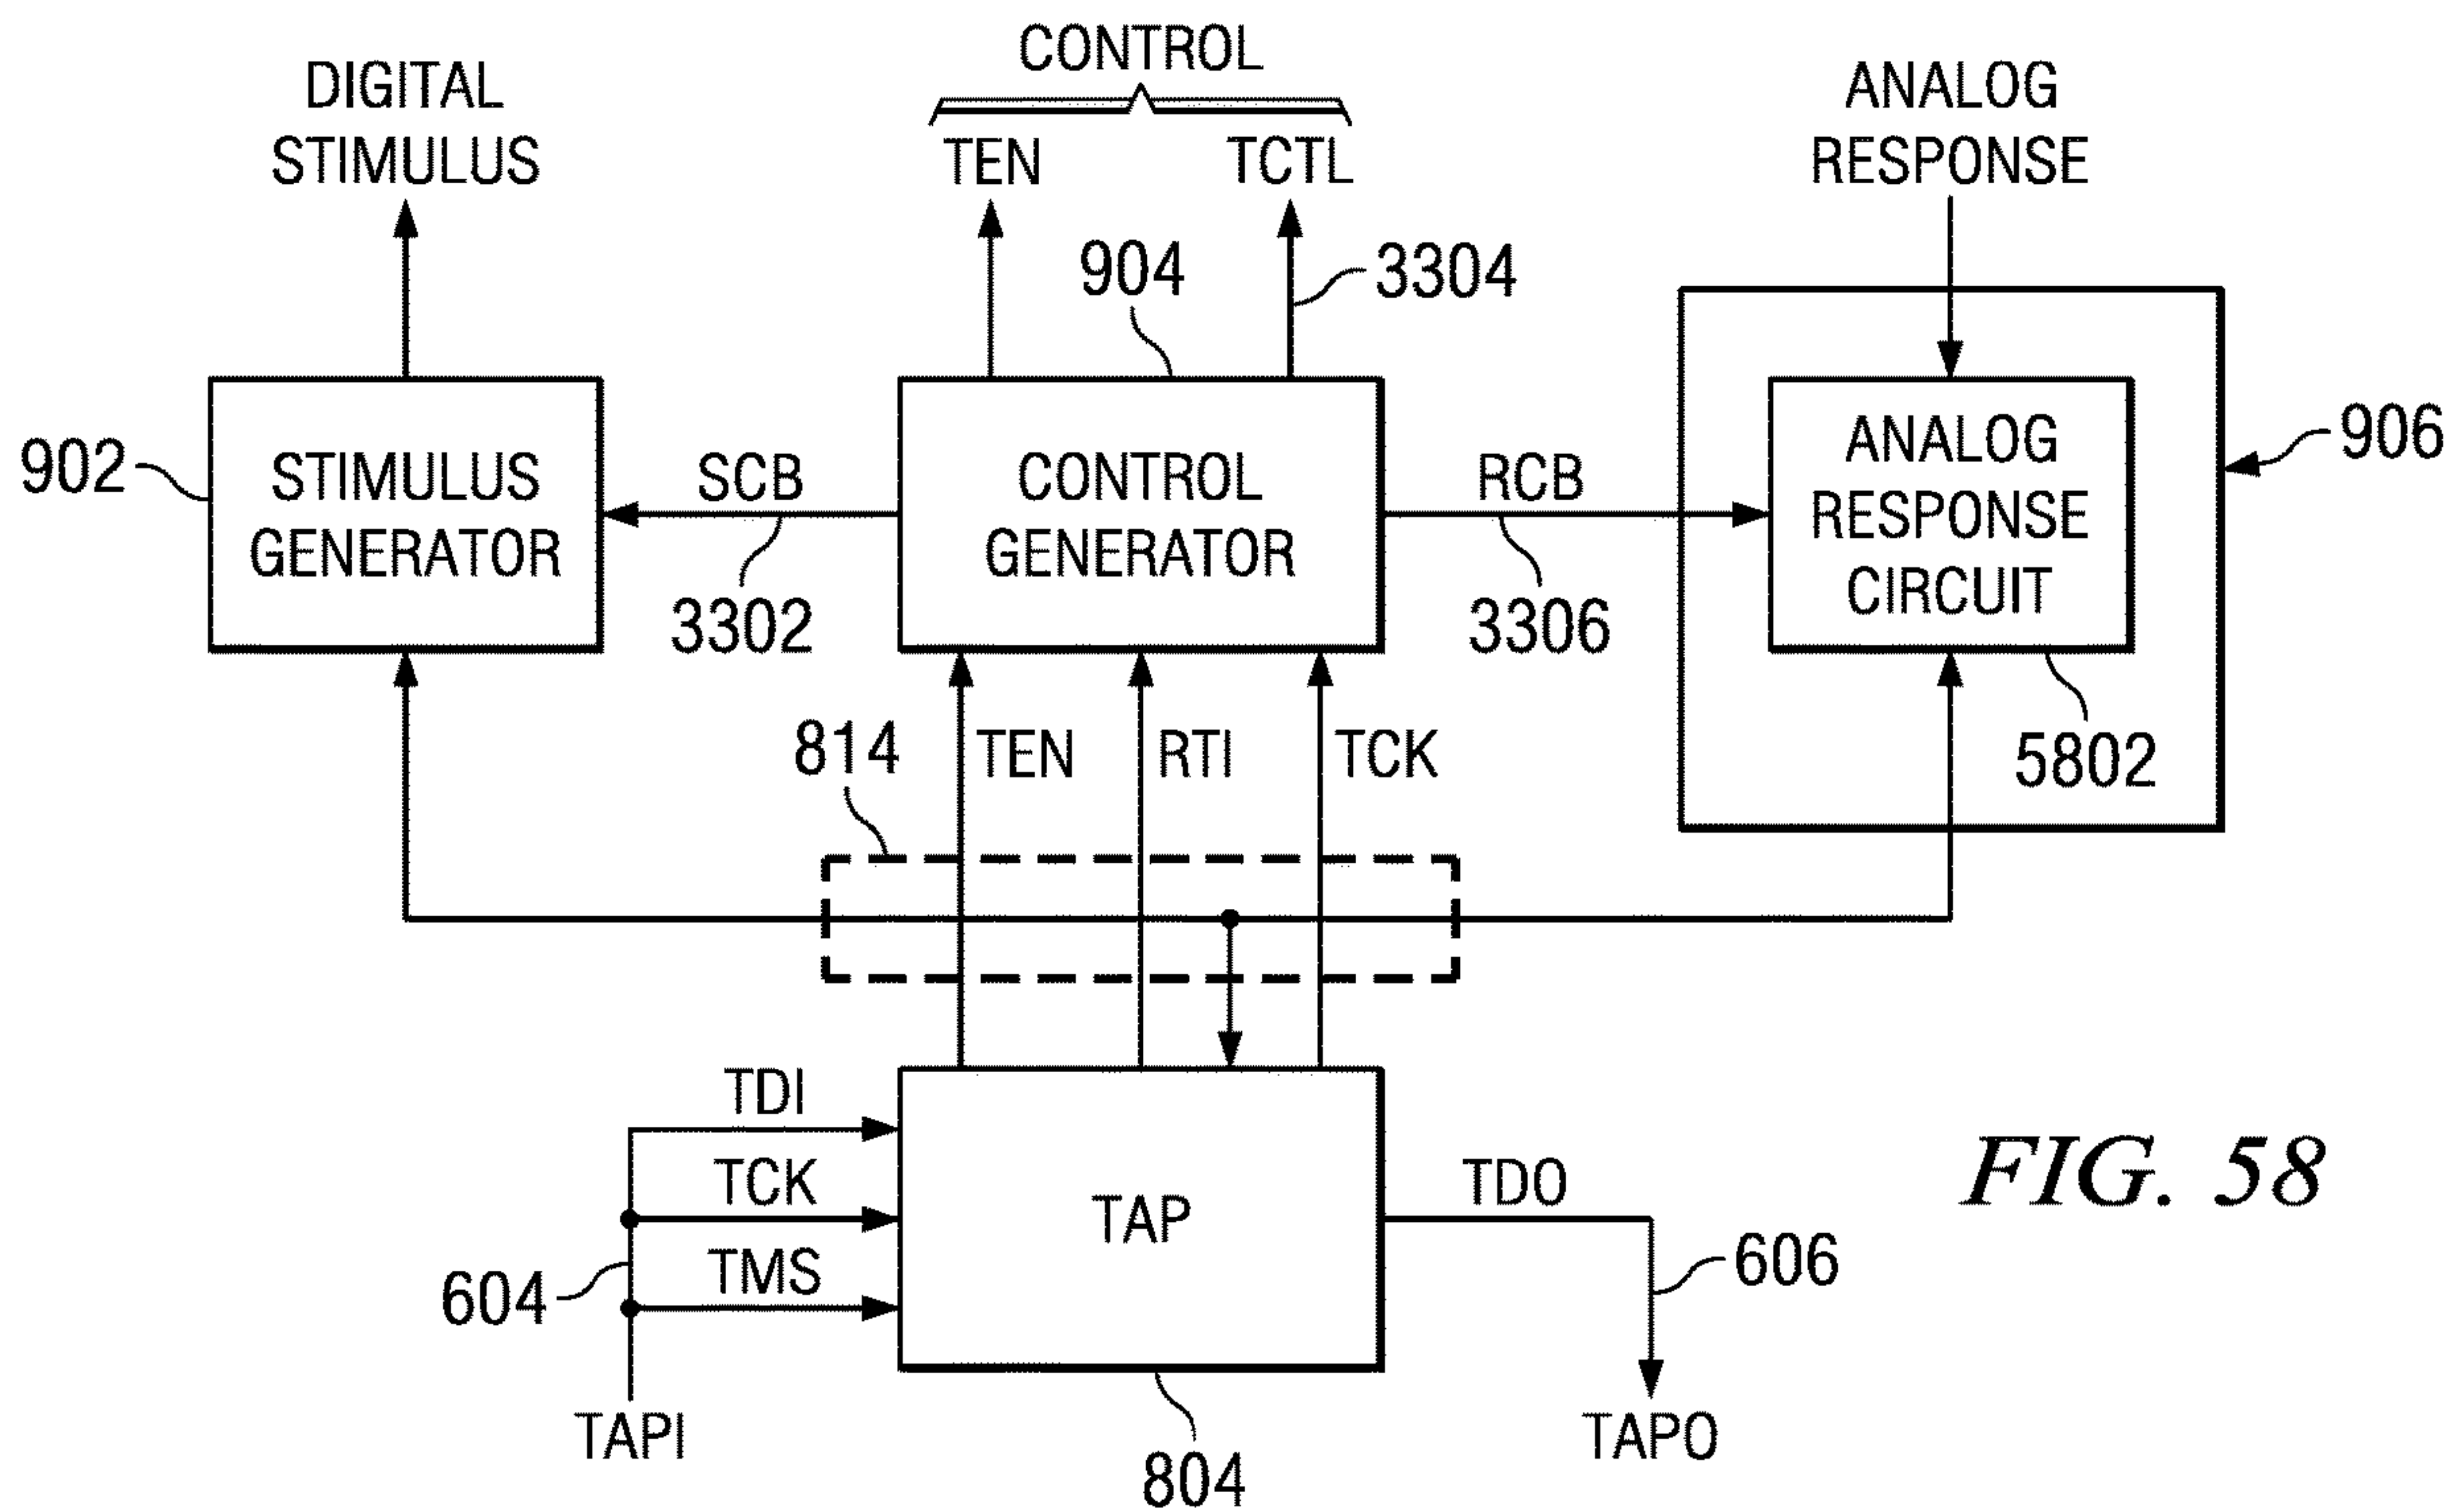 CONTROL
DIGITAL
STIMULUS
TEN
TCTL
ANALOG
RESPONSE
904
3304
902
STIMULUS
GENERATOR
SCB
3302
CONTROL
GENERATOR
RCB
3306
ANALOG
RESPONSE
CIRCUIT
906
5802
814
TEN
RTI
TCK
TDI
TCK
TMS
604
TAPI
TAP
804
TDO
606
TAPO
FIG. 58